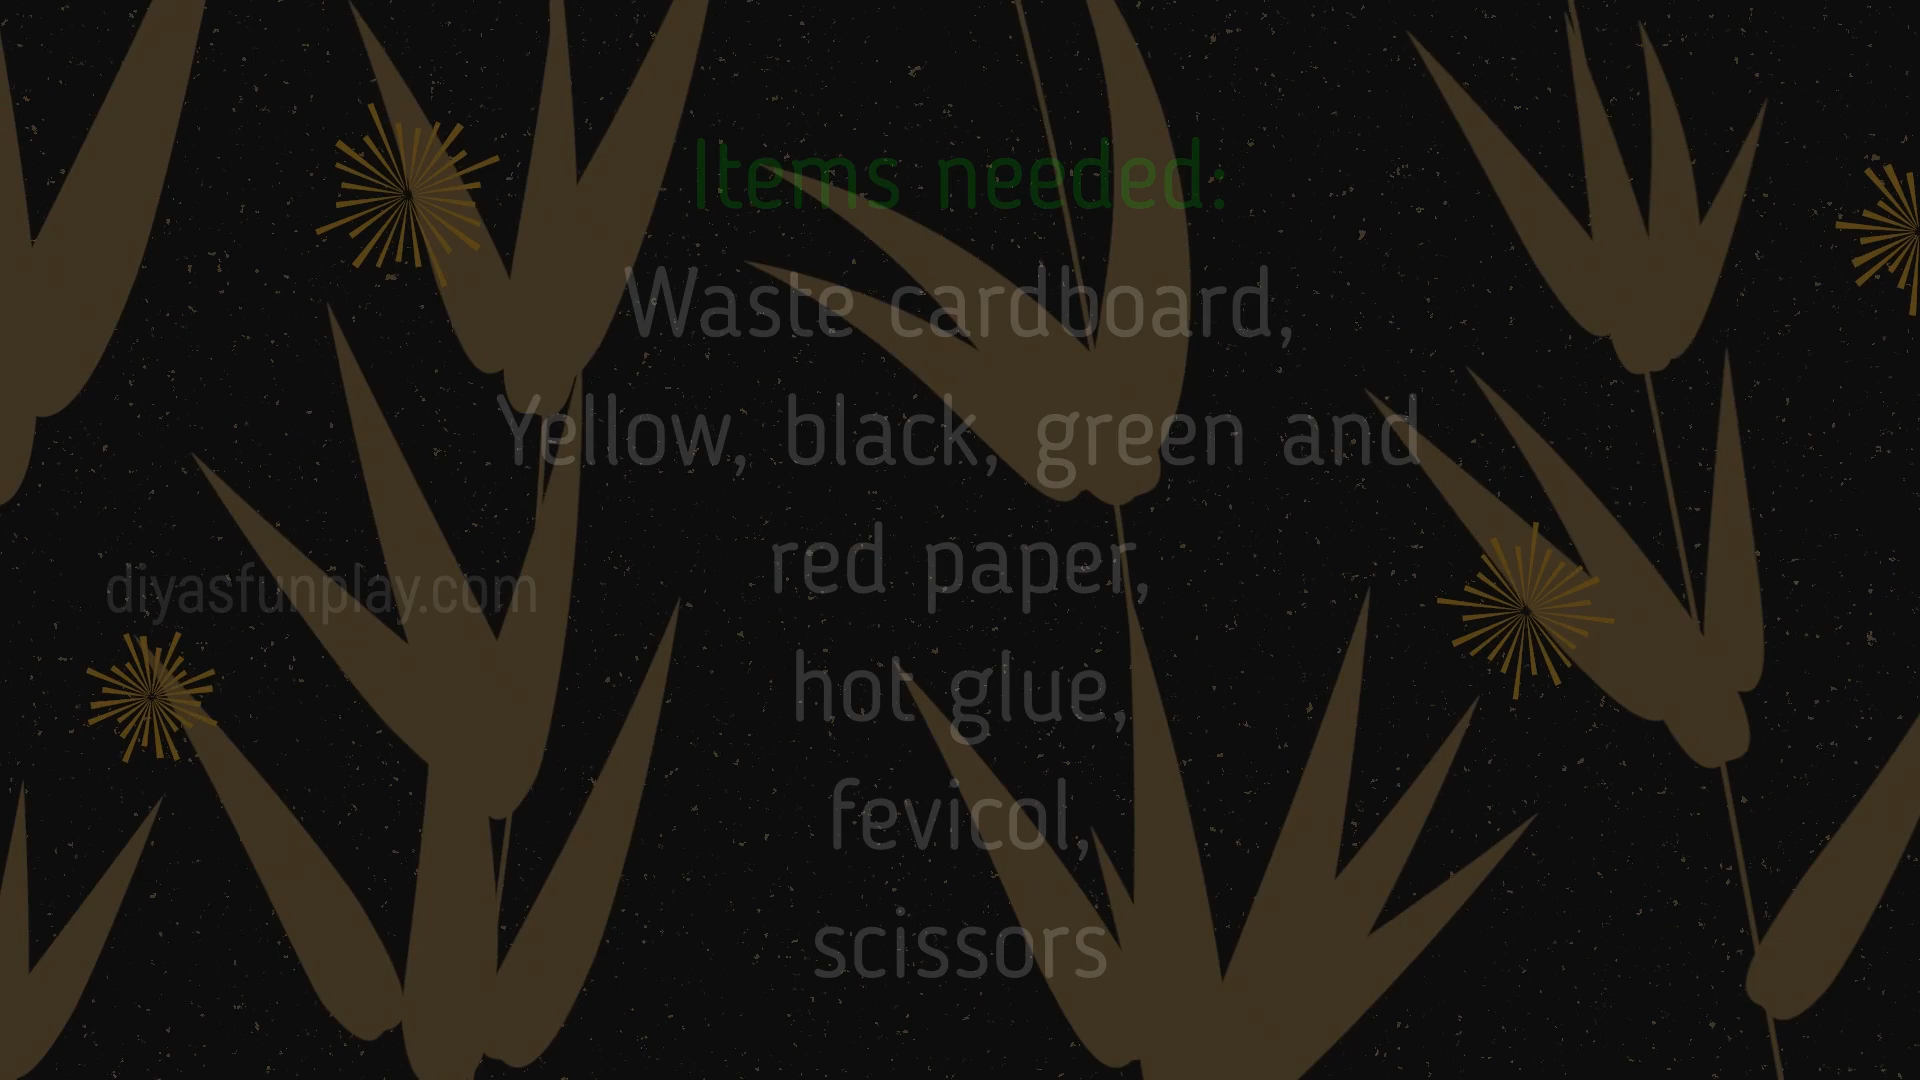 Items needed:
Waste cardboard,
Yellow, black, green and
red paper,
diyasfunplay.com
hot glue,
fevicol,
scissors